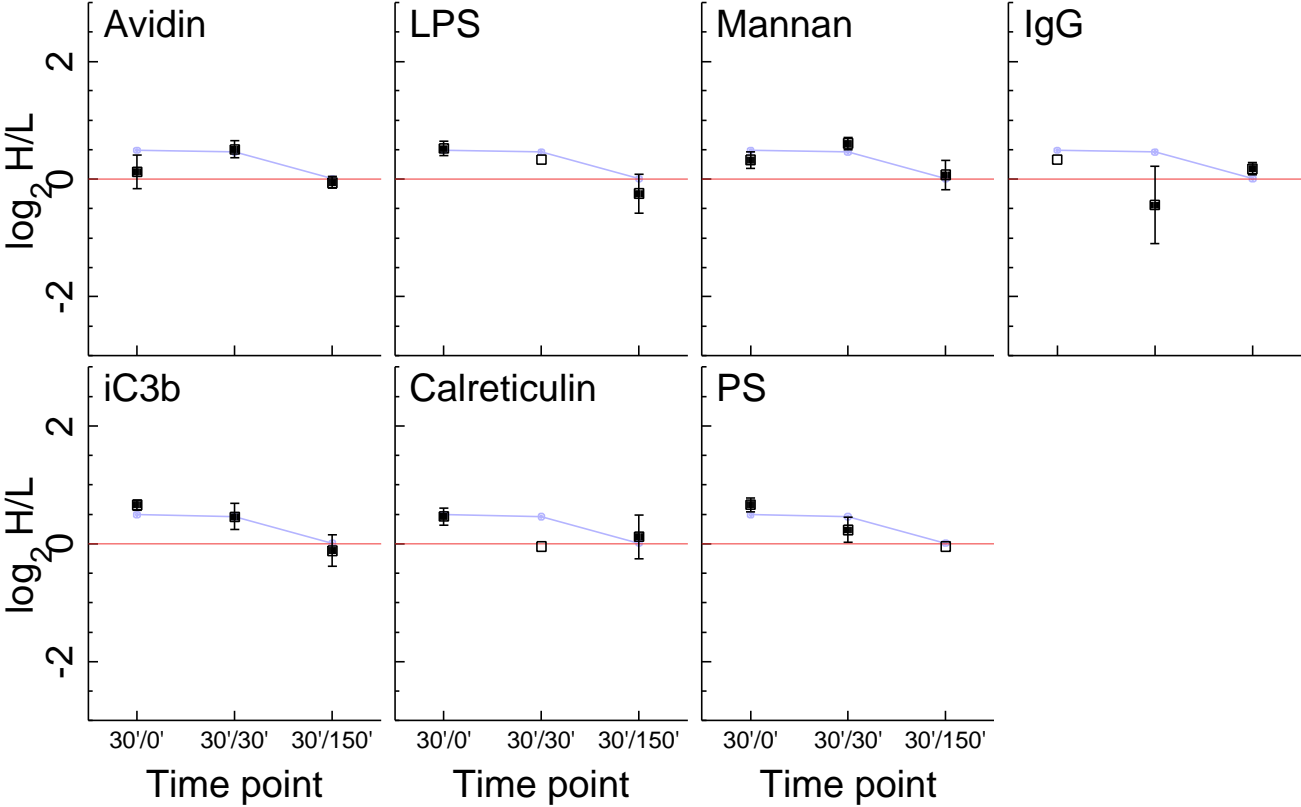 Avidin LPS Mannan IgG
log2 H/L
2
0
-2
iC3b Calreticulin PS
log2 H/L
2
0
-2
30'/0' 30'/30' 30'/150' 30'/0' 30'/30' 30'/150' 30'/0' 30'/30' 30'/150'
Time point Time point Time point